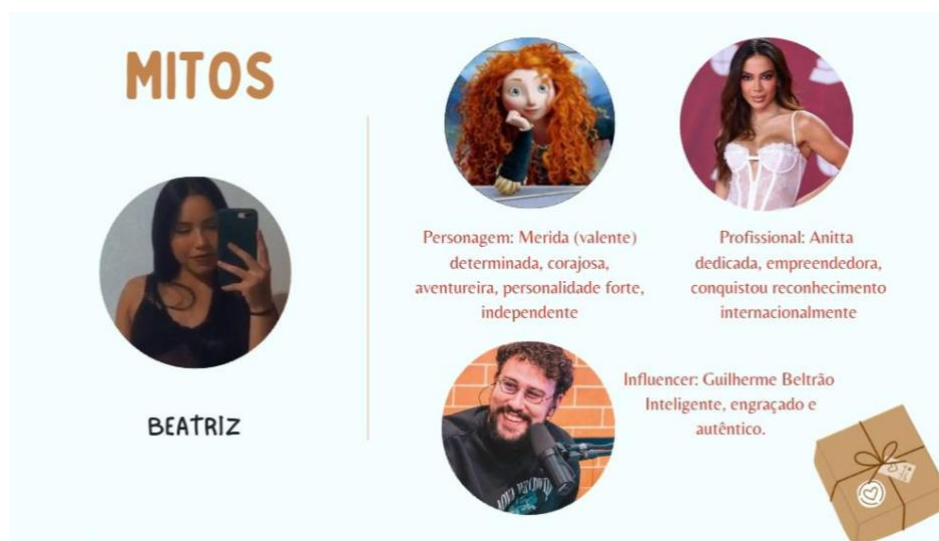 MITOS
BEATRIZ
Personagem: Merida (valente)
determinada, corajosa,
aventureira, personalidade forte,
independente
Profissional: Anitta
dedicada, empreendedora,
conquistou reconhecimento
internacionalmente
Influencer: Guilherme Beltrão
Inteligente, engraçado e
autêntico.